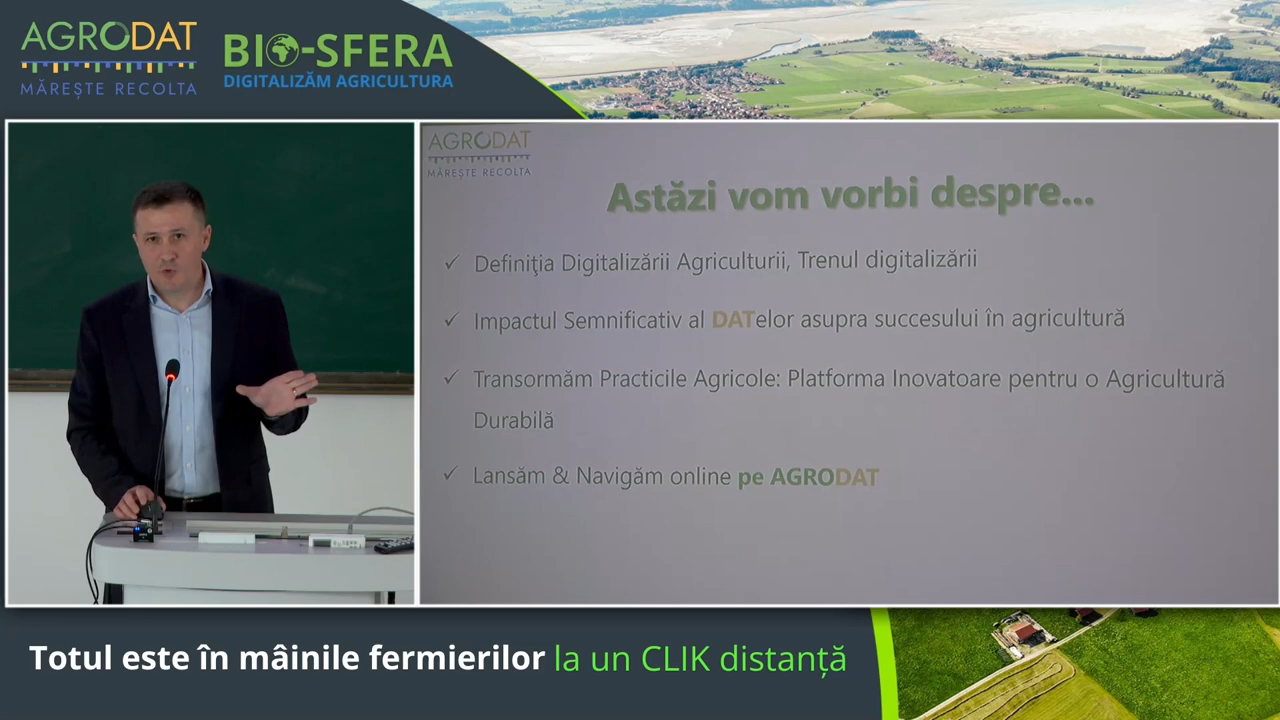 AGRODAT
MĂREȘTE RECOLTA
BIO-SFERA
DIGITALIZĂM AGRICULTURA
AGRODAT
MĂREȘTE RECOLTA
Astăzi vom vorbi despre...
✓ Definiţia Digitalizării Agriculturii, Trenul digitalizării
✓ Impactul Semnificativ al DATelor asupra succesului în agricultură
✓ Transormăm Practicile Agricole: Platforma Inovatoare pentru o Agricultură
Durabilă
✓ Lansăm & Navigăm online pe AGRODAT
Totul este în mâinile fermierilor la un CLIK distanță